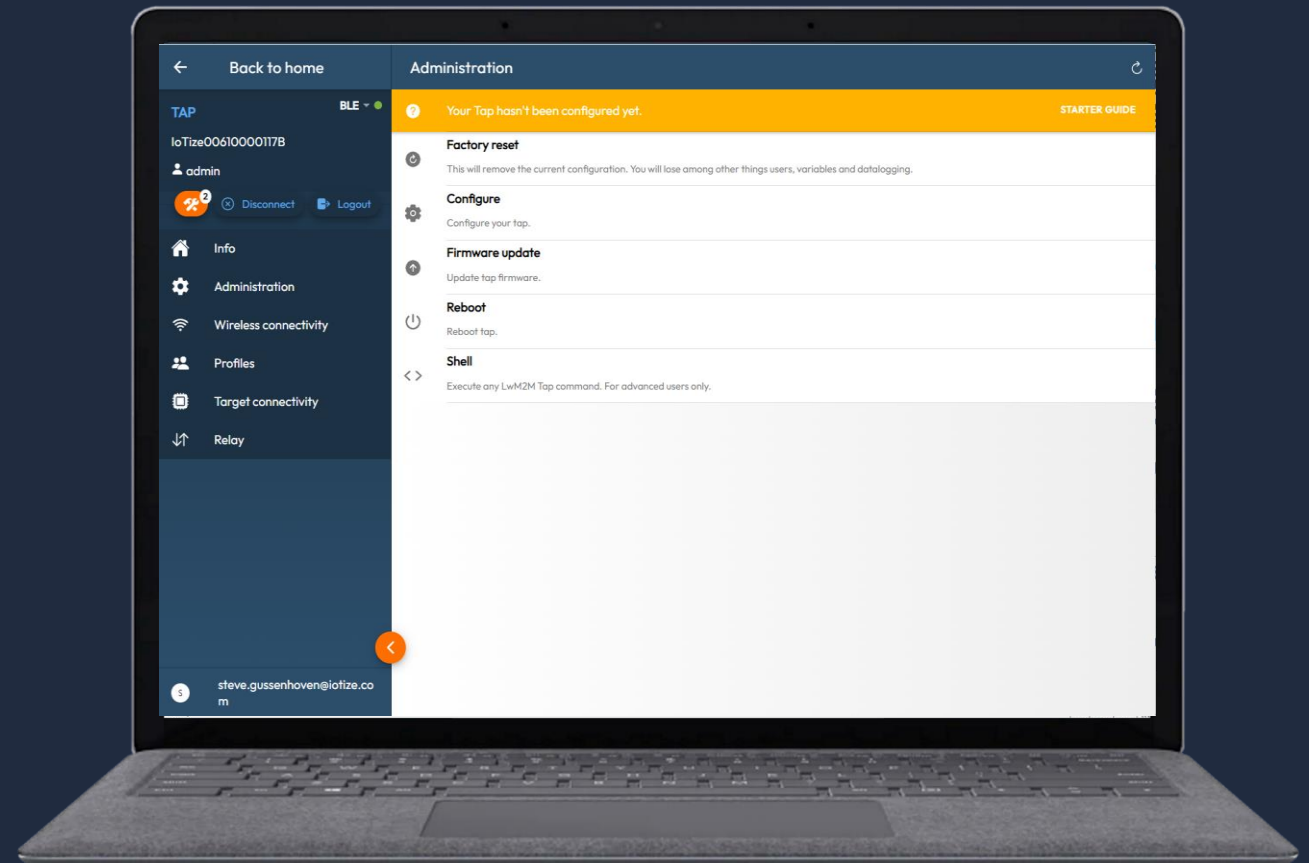 Back to home
Administration
TAP
BLE
IoTize00610000117B
admin
2
Disconnect
Logout
Info
Administration
Wireless connectivity
Profiles
Target connectivity
Relay
S
steve.gussenhoven@iotize.co
m
Your Tap hasn't been configured yet.
STARTER GUIDE
Factory reset
This will remove the current configuration. You will lose among other things users, variables and datalogging.
Configure
Configure your tap.
Firmware update
Update tap firmware.
Reboot
Reboot tap.
Shell
Execute any LwM2M Tap command. For advanced users only.